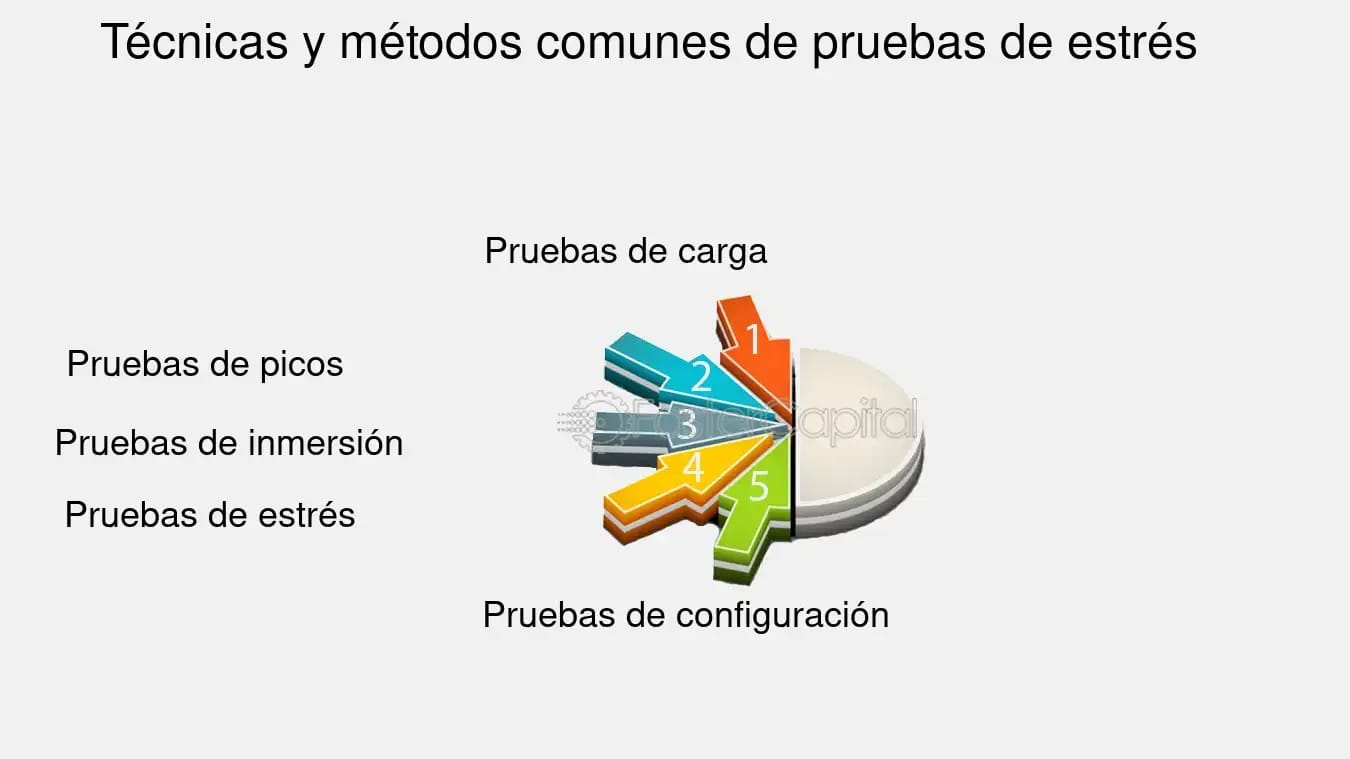 Técnicas y métodos comunes de pruebas de estrés
Pruebas de carga
1
Pruebas de picos
2
Pruebas de inmersión
3
FasterCapital
4
Pruebas de estrés
5
Pruebas de configuración